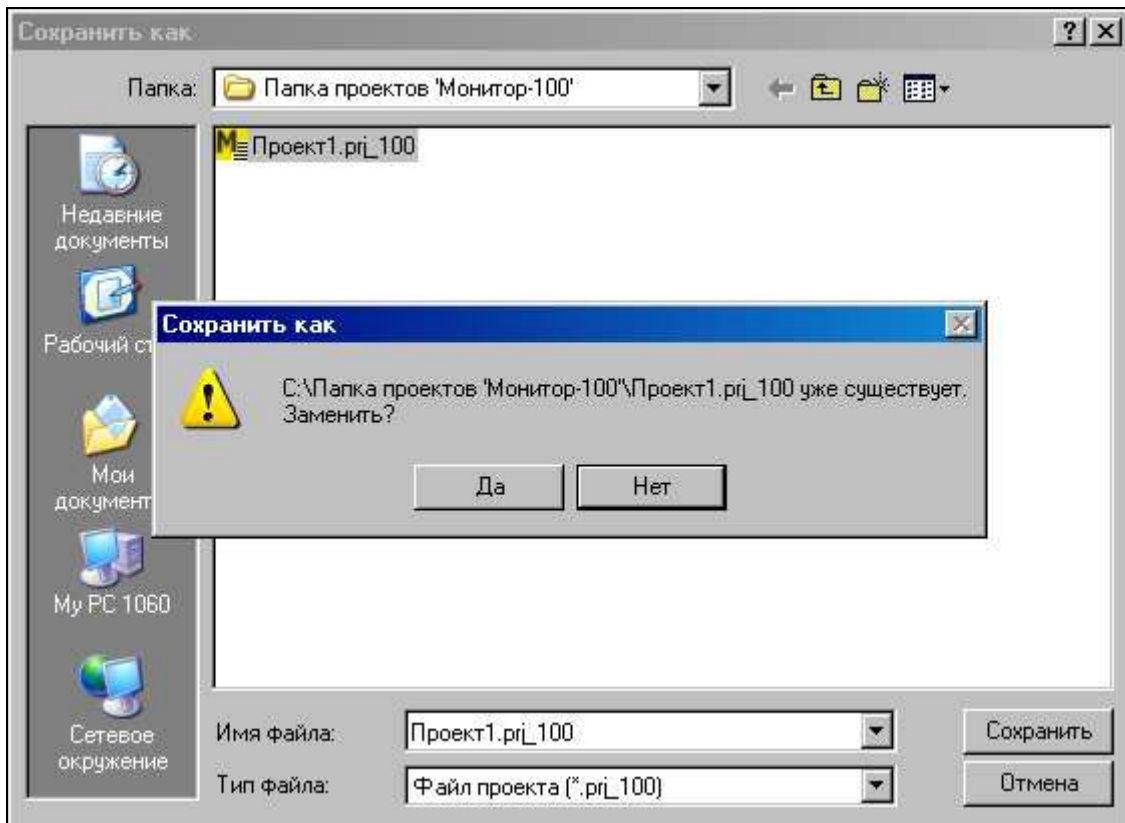 Сохранить как
Папка:
Папка проектов 'Монитор-100'
Проект1.prj_100
Недавние
документы
Рабочий ст
Сохранить как
C:\Папка проектов 'Монитор-100'\Проект1.prj_100 уже существует.
Заменить?
Да
Нет
Мои
документ
My PC 1060
Сетевое
окружение
Имя файла:
Проект1.prj_100
Сохранить
Тип файла:
Файл проекта (*.prj_100)
Отмена